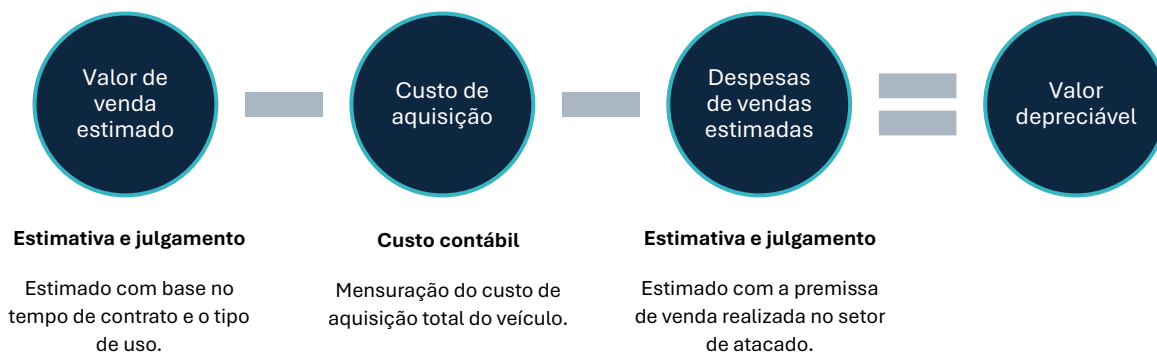 Valor de
venda
estimado
Custo de
aquisição
Despesas
de vendas
estimadas
Valor
depreciável
Estimativa e julgamento
Estimado com base no
tempo de contrato e o tipo
de uso.
Custo contábil
Mensuração do custo de
aquisição total do veículo.
Estimativa e julgamento
Estimado com a premissa
de venda realizada no setor
de atacado.